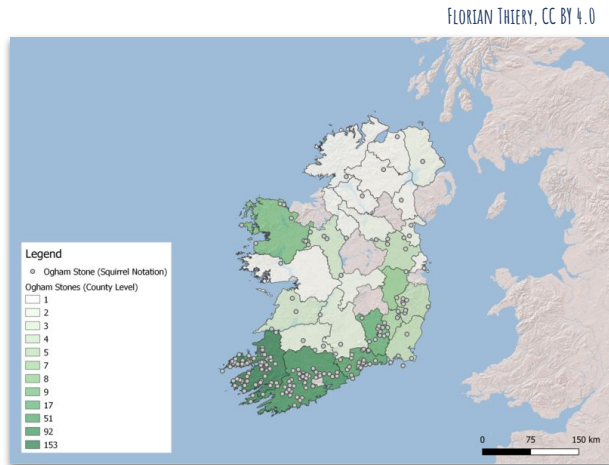 FLORIAN THIERY, CC BY 4.0
Legend
Ogham Stone (Squirrel Notation)
Ogham Stones (County Level)
1
2
3
4
5
7
8
9
17
51
92
153
0 75 150 km